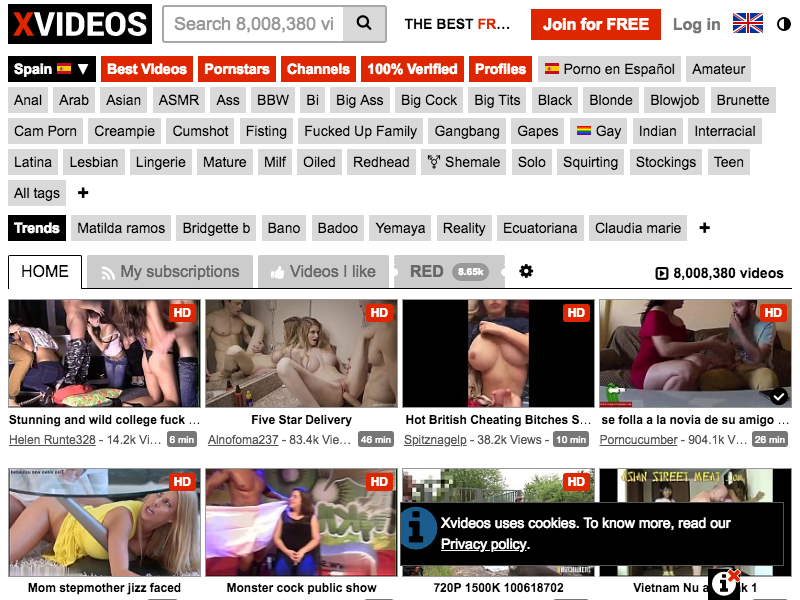 XVIDEOS
Search 8,008,380 vi
THE BEST FR...
Join for FREE
Log in
Spain ▼ Best Videos Pornstars Channels 100% Verified Profiles Porno en Español Amateur
Anal Arab Asian ASMR Ass BBW Bi Big Ass Big Cock Big Tits Black Blonde Blowjob Brunette
Cam Porn Creampie Cumshot Fisting Fucked Up Family Gangbang Gapes Gay Indian Interracial
Latina Lesbian Lingerie Mature Milf Oiled Redhead Shemale Solo Squirting Stockings Teen
All tags +
Trends Matilda ramos Bridgette b Bano Badoo Yemaya Reality Ecuatoriana Claudia marie +
HOME My subscriptions Videos I like RED 8.65k 8,008,380 videos
HD HD HD HD
Stunning and wild college fuck ... Five Star Delivery Hot British Cheating Bitches S... se folla a la novia de su amigo ...
Helen Runte328 - 14.2k Vi... 6 min Alnofoma237 - 83.4k Vie... 46 min Spitznagelp - 38.2k Views - 10 min Porncucumber - 904.1k V... 26 min
HD HD HD
Xvideos uses cookies. To know more, read our
Privacy policy.
Mom stepmother jizz faced Monster cock public show 720P 1500K 100618702 Vietnam Nu